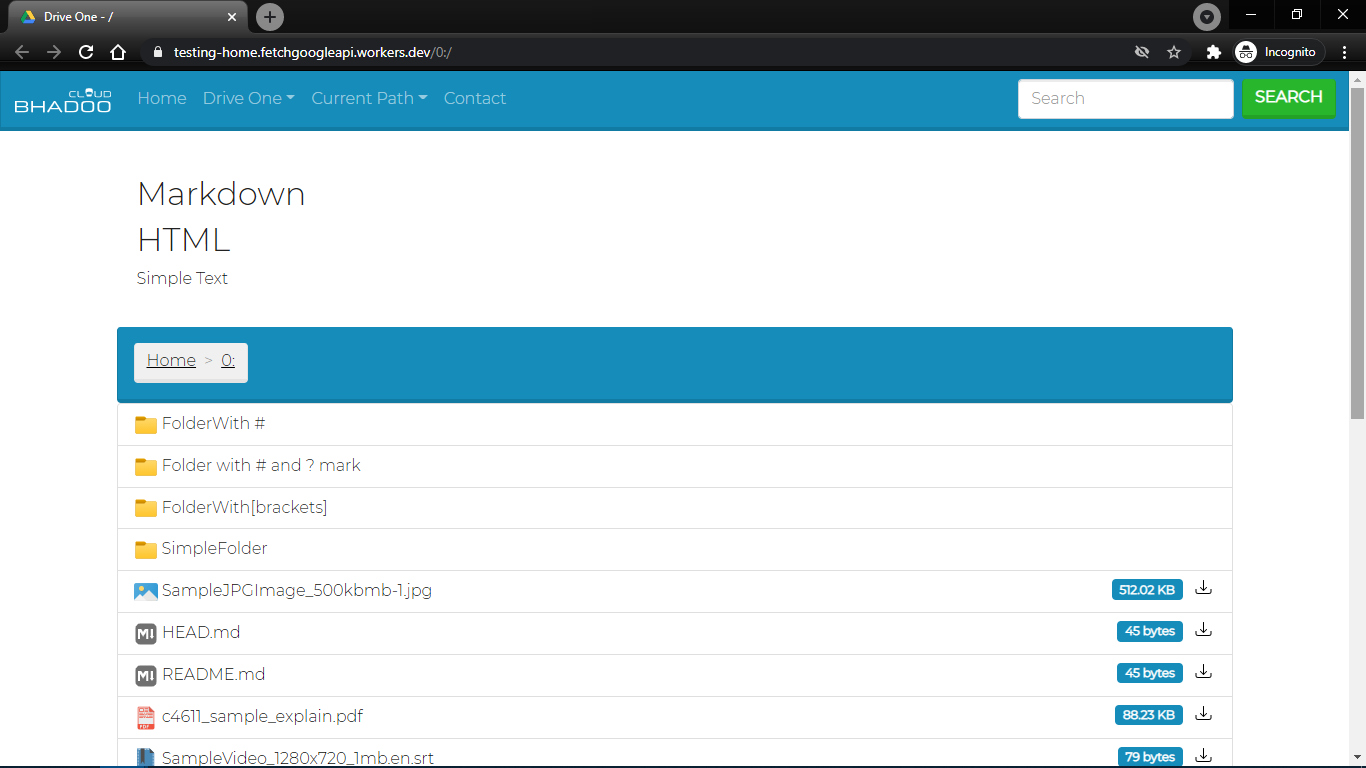 Drive One - /
testing-home.fetchgoogleapi.workers.dev/0:/
Incognito
CLOUD
BHADOO
Home Drive One Current Path Contact
Search
SEARCH
Markdown
HTML
Simple Text
Home > 0:
FolderWith #
Folder with # and ? mark
FolderWith[brackets]
SimpleFolder
SampleJPGImage_500kbmb-1.jpg 512.02 KB
M↓ HEAD.md 45 bytes
M↓ README.md 45 bytes
PDF c4611_sample_explain.pdf 88.23 KB
SampleVideo_1280x720_1mb.en.srt 79 bytes